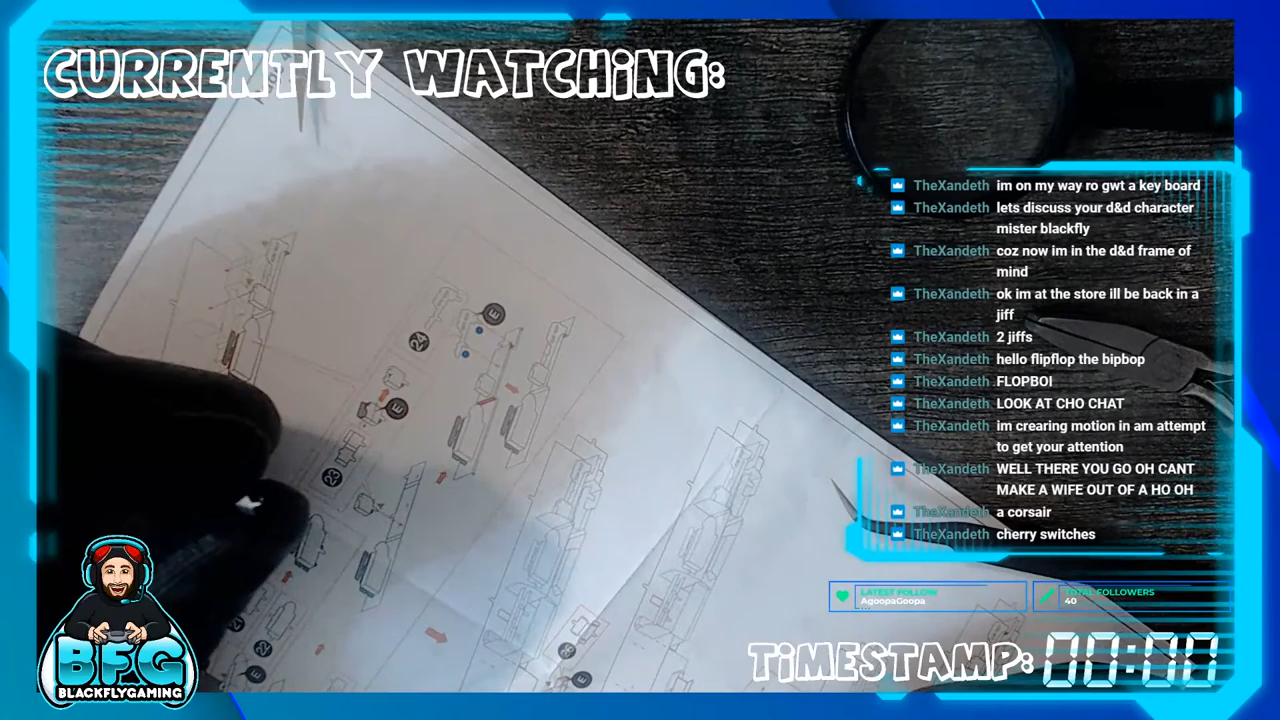 CURRENTLY WATCHING:
TheXandeth im on my way ro gwt a key board
TheXandeth lets discuss your d&d character
mister blackfly
TheXandeth coz now im in the d&d frame of
mind
TheXandeth ok im at the store ill be back in a
jiff
TheXandeth 2 jiffs
TheXandeth hello flipflop the bipbop
TheXandeth FLOPBOI
TheXandeth LOOK AT CHO CHAT
TheXandeth im crearing motion in am attempt
to get your attention
TheXandeth WELL THERE YOU GO OH CANT
MAKE A WIFE OUT OF A HO OH
TheXandeth a corsair
TheXandeth cherry switches
24
E
E
23
22
E
26
E
LATEST FOLLOW
AgoopaGoopa
TOTAL FOLLOWERS
40
TIMESTAMP: 00:00
BFG
BLACKFLYGAMING